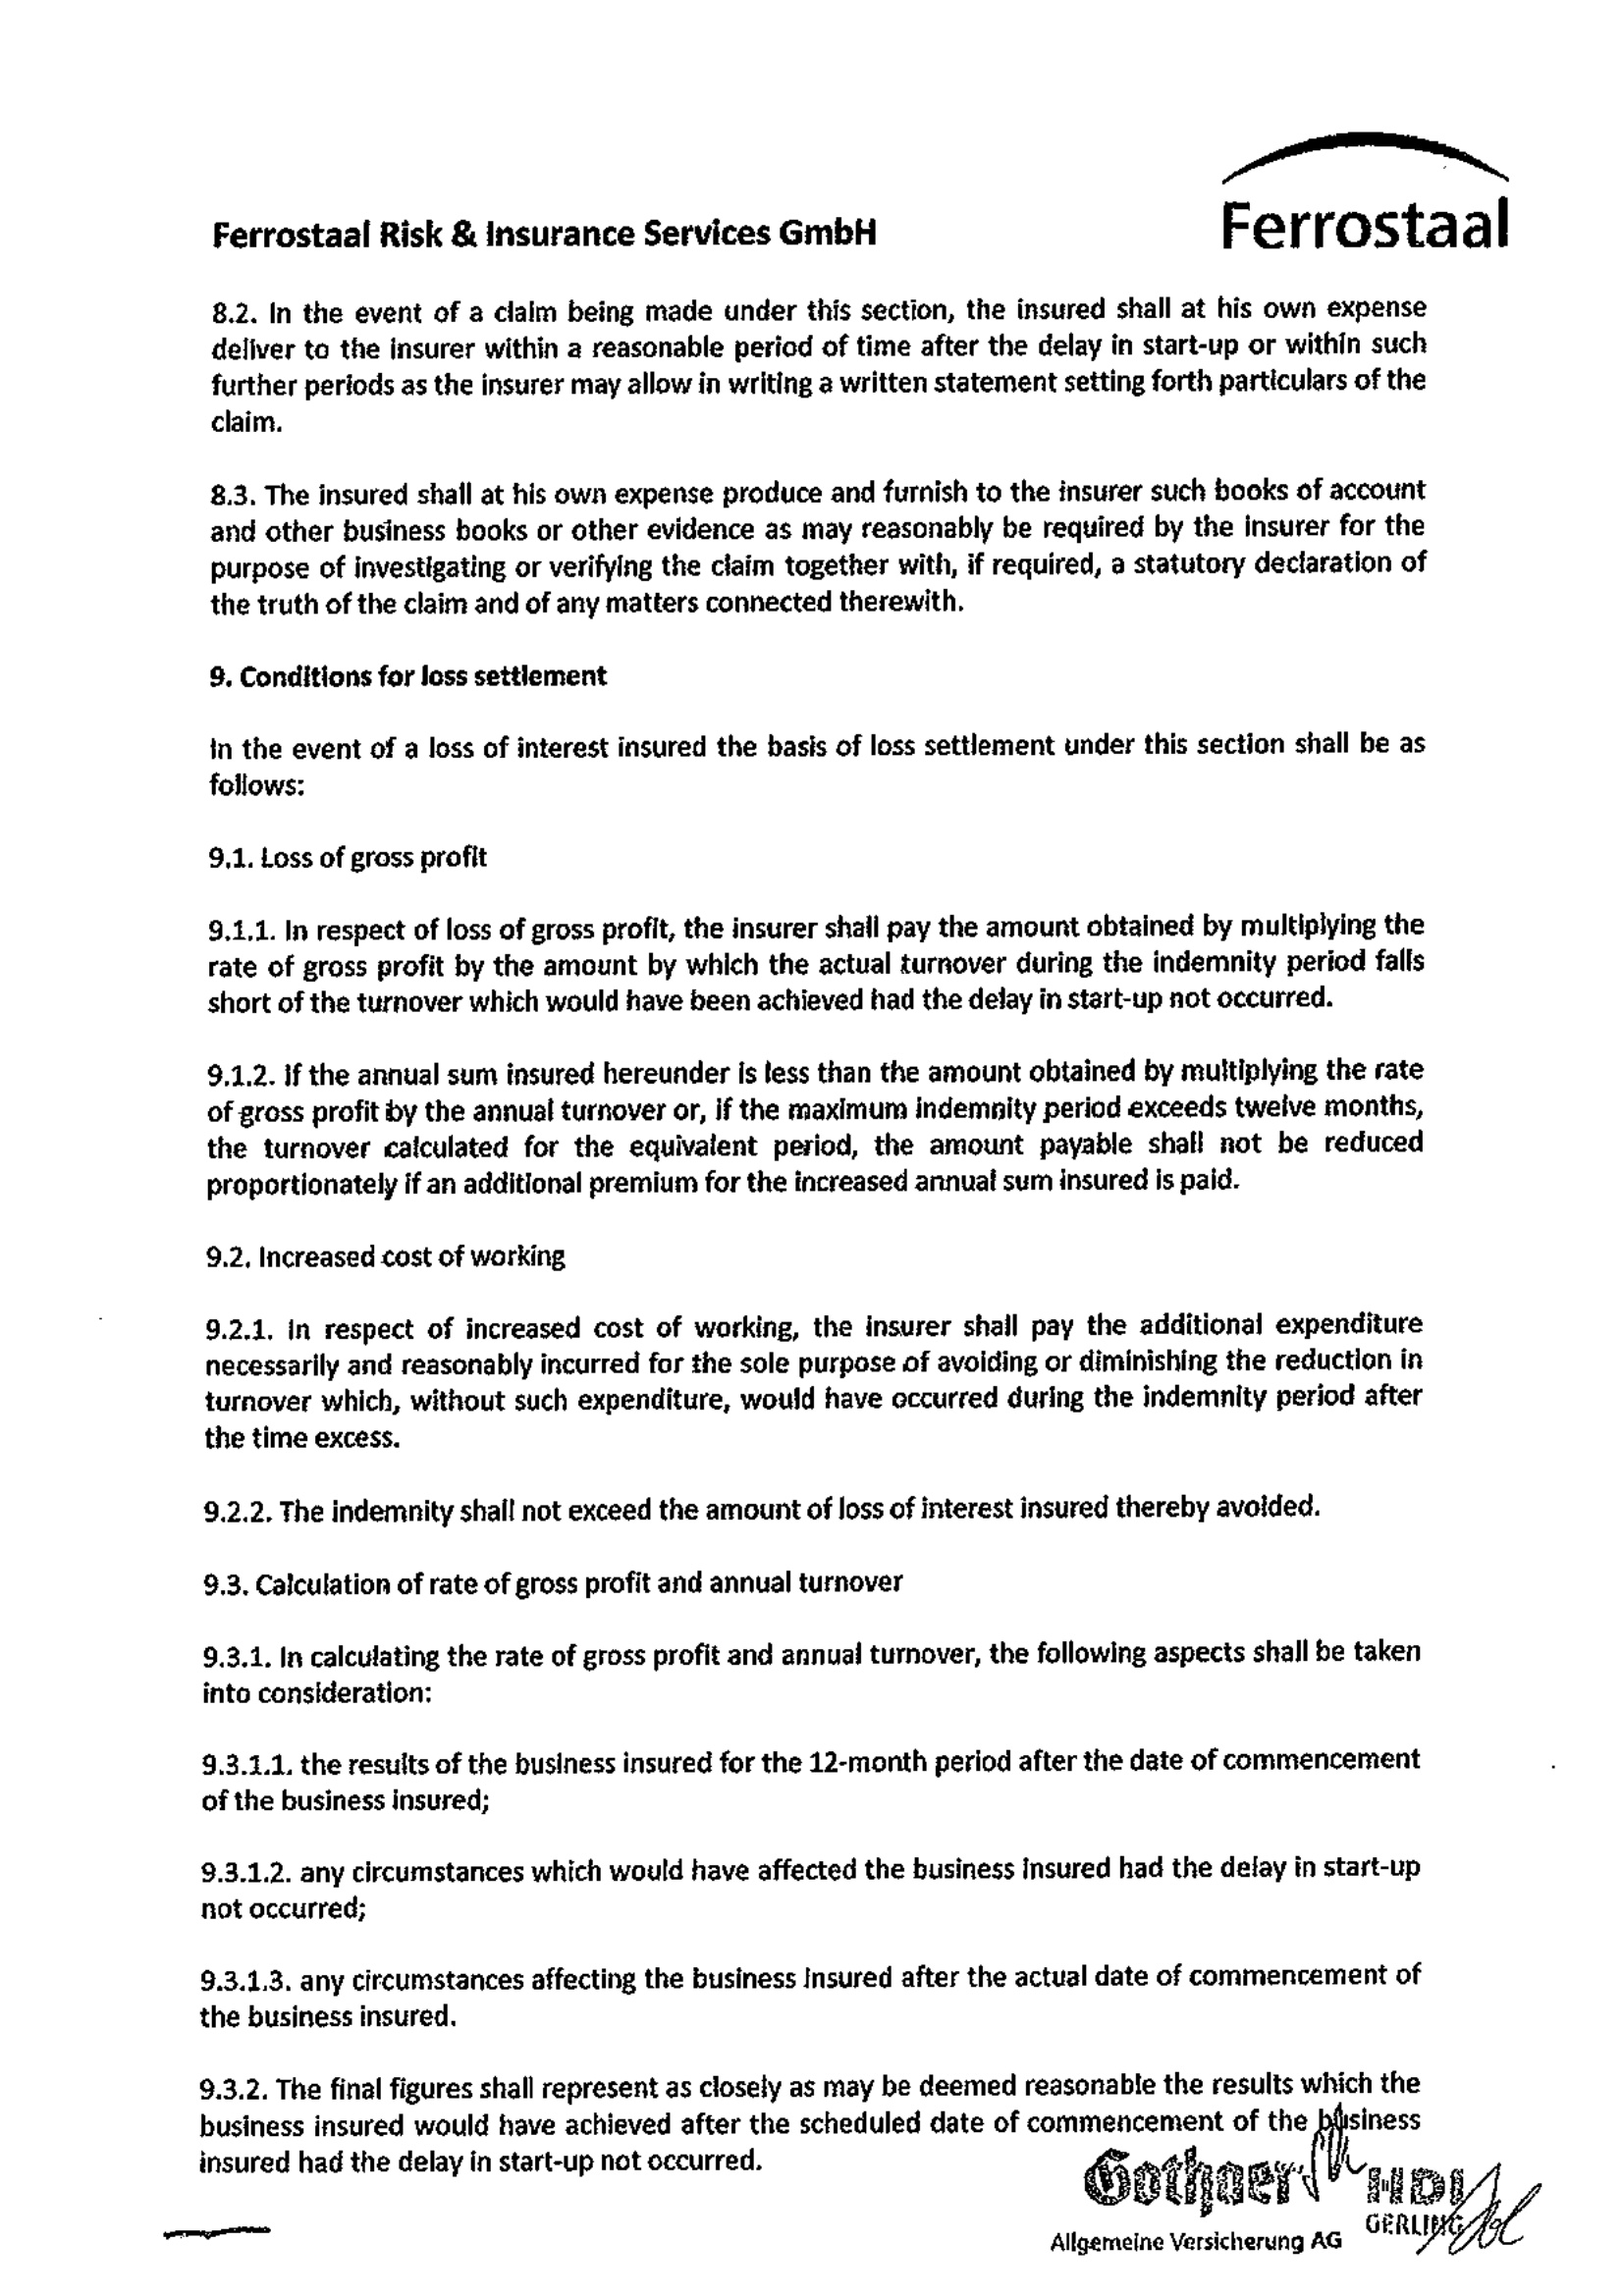 Ferrostaal
Ferrostaal Risk & Insurance Services GmbH
8.2. In the event of a claim being made under this section, the insured shall at his own expense
deliver to the insurer within a reasonable period of time after the delay in start-up or within such
further periods as the insurer may allow in writing a written statement setting forth particulars of the
claim.
8.3. The insured shall at his own expense produce and furnish to the insurer such books of account
and other business books or other evidence as may reasonably be required by the insurer for the
purpose of investigating or verifying the claim together with, if required, a statutory declaration of
the truth of the claim and of any matters connected therewith.
9. Conditions for loss settlement
In the event of a loss of interest insured the basis of loss settlement under this section shall be as
follows:
9.1. Loss of gross profit
9.1.1. In respect of loss of gross profit, the insurer shall pay the amount obtained by multiplying the
rate of gross profit by the amount by which the actual turnover during the indemnity period falls
short of the turnover which would have been achieved had the delay in start-up not occurred.
9.1.2. If the annual sum insured hereunder is less than the amount obtained by multiplying the rate
of gross profit by the annual turnover or, if the maximum indemnity period exceeds twelve months,
the turnover calculated for the equivalent period, the amount payable shall not be reduced
proportionately if an additional premium for the increased annual sum insured is paid.
9.2. Increased cost of working
9.2.1. In respect of increased cost of working, the insurer shall pay the additional expenditure
necessarily and reasonably incurred for the sole purpose of avoiding or diminishing the reduction in
turnover which, without such expenditure, would have occurred during the indemnity period after
the time excess.
9.2.2. The indemnity shall not exceed the amount of loss of interest insured thereby avoided.
9.3. Calculation of rate of gross profit and annual turnover
9.3.1. In calculating the rate of gross profit and annual turnover, the following aspects shall be taken
into consideration:
9.3.1.1. the results of the business insured for the 12-month period after the date of commencement
of the business insured;
9.3.1.2. any circumstances which would have affected the business insured had the delay in start-up
not occurred;
9.3.1.3. any circumstances affecting the business insured after the actual date of commencement of
the business insured.
9.3.2. The final figures shall represent as closely as may be deemed reasonable the results which the
business insured would have achieved after the scheduled date of commencement of the business
insured had the delay in start-up not occurred.
Gothaer HDI
GERLING
Allgemeine Versicherung AG